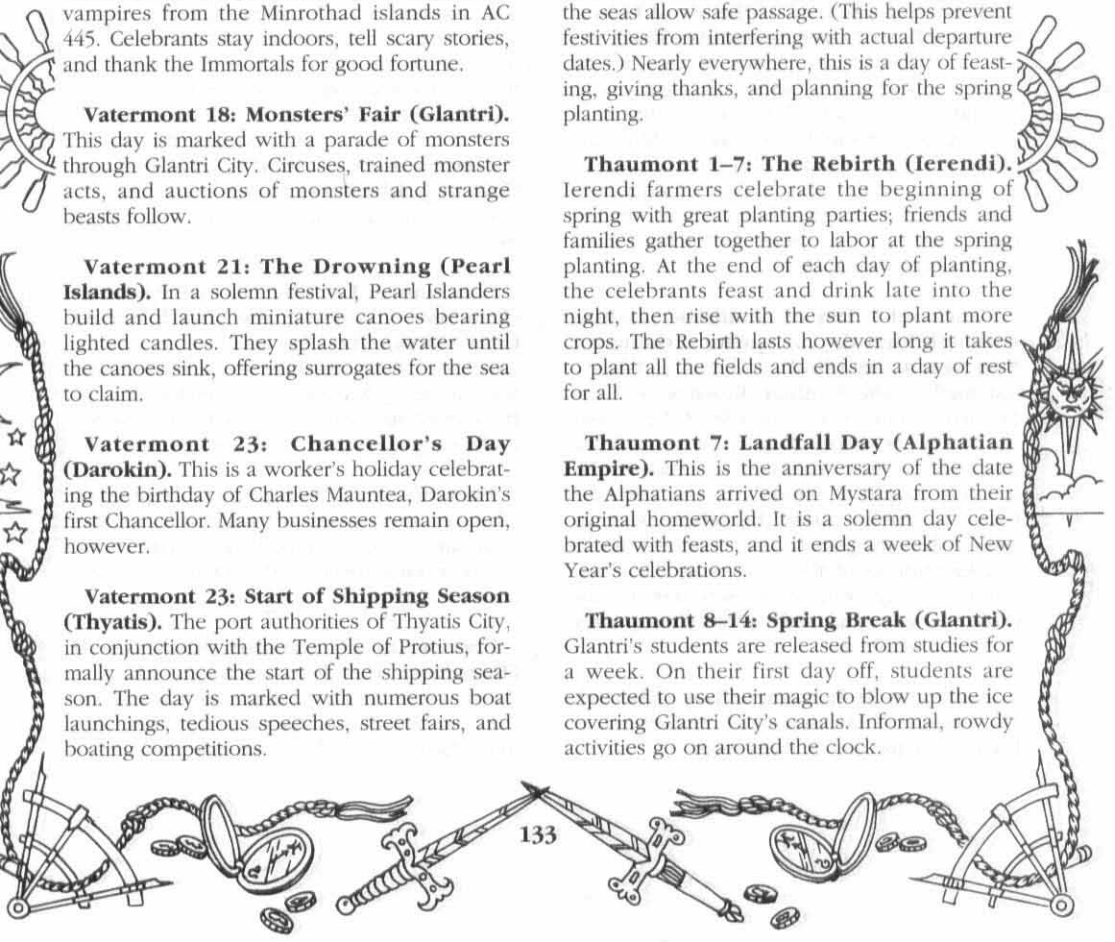 vampires from the Minrothad islands in AC
445. Celebrants stay indoors, tell scary stories,
and thank the Immortals for good fortune.
Vatermont 18: Monsters' Fair (Glantri).
This day is marked with a parade of monsters
through Glantri City. Circuses, trained monster
acts, and auctions of monsters and strange
beasts follow.
Vatermont 21: The Drowning (Pearl
Islands). In a solemn festival, Pearl Islanders
build and launch miniature canoes bearing
lighted candles. They splash the water until
the canoes sink, offering surrogates for the sea
to claim.
Vatermont 23: Chancellor's Day
(Darokin). This is a worker's holiday celebrat-
ing the birthday of Charles Mauntea, Darokin's
first Chancellor. Many businesses remain open,
however.
Vatermont 23: Start of Shipping Season
(Thyatis). The port authorities of Thyatis City,
in conjunction with the Temple of Protius, for-
mally announce the start of the shipping sea-
son. The day is marked with numerous boat
launchings, tedious speeches, street fairs, and
boating competitions.
the seas allow safe passage. (This helps prevent
festivities from interfering with actual departure
dates.) Nearly everywhere, this is a day of feast-
ing, giving thanks, and planning for the spring
planting.
Thaumont 1–7: The Rebirth (Ierendi).
Ierendi farmers celebrate the beginning of
spring with great planting parties; friends and
families gather together to labor at the spring
planting. At the end of each day of planting,
the celebrants feast and drink late into the
night, then rise with the sun to plant more
crops. The Rebirth lasts however long it takes
to plant all the fields and ends in a day of rest
for all.
Thaumont 7: Landfall Day (Alphatian
Empire). This is the anniversary of the date
the Alphatians arrived on Mystara from their
original homeworld. It is a solemn day cele-
brated with feasts, and it ends a week of New
Year's celebrations.
Thaumont 8–14: Spring Break (Glantri).
Glantri's students are released from studies for
a week. On their first day off, students are
expected to use their magic to blow up the ice
covering Glantri City's canals. Informal, rowdy
activities go on around the clock.
133